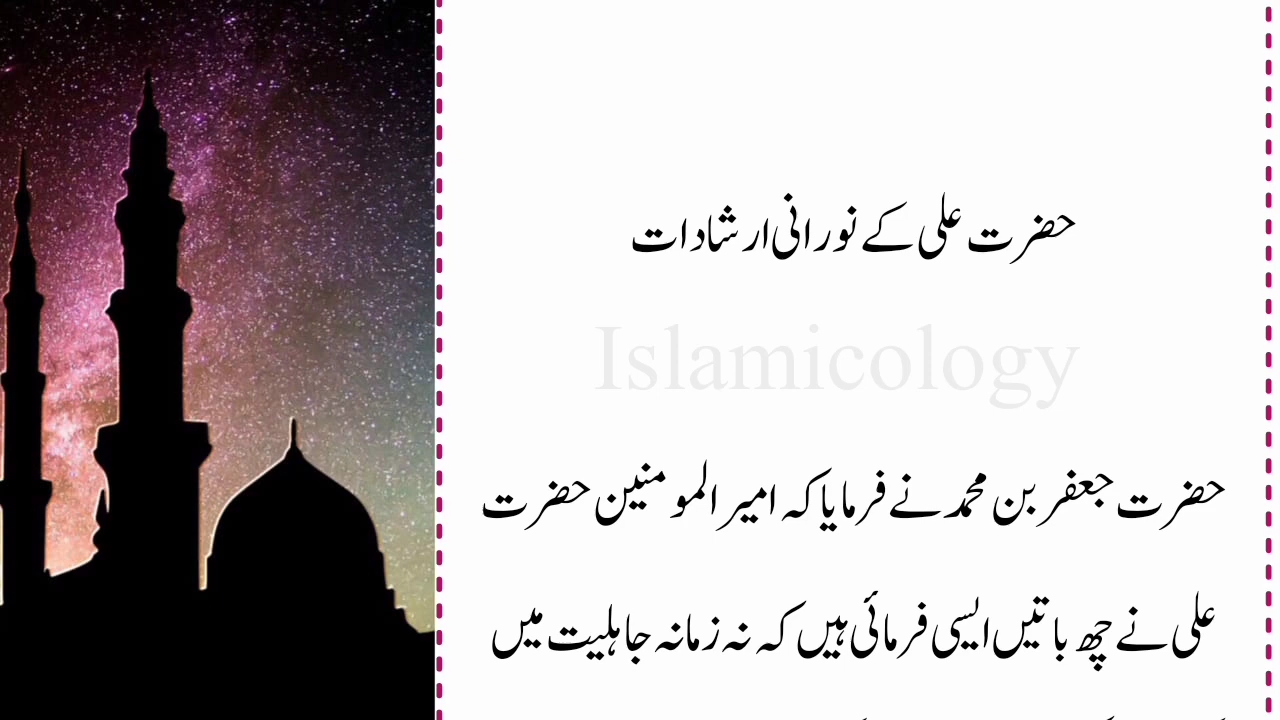 حضرت علی کے نورانی ارشادات
Islamicology
حضرت جعفر بن محمد نے فرمایا کہ امیر المومنین حضرت
علی نے چھ باتیں ایسی فرمائی ہیں کہ نہ زمانہ جاہلیت میں